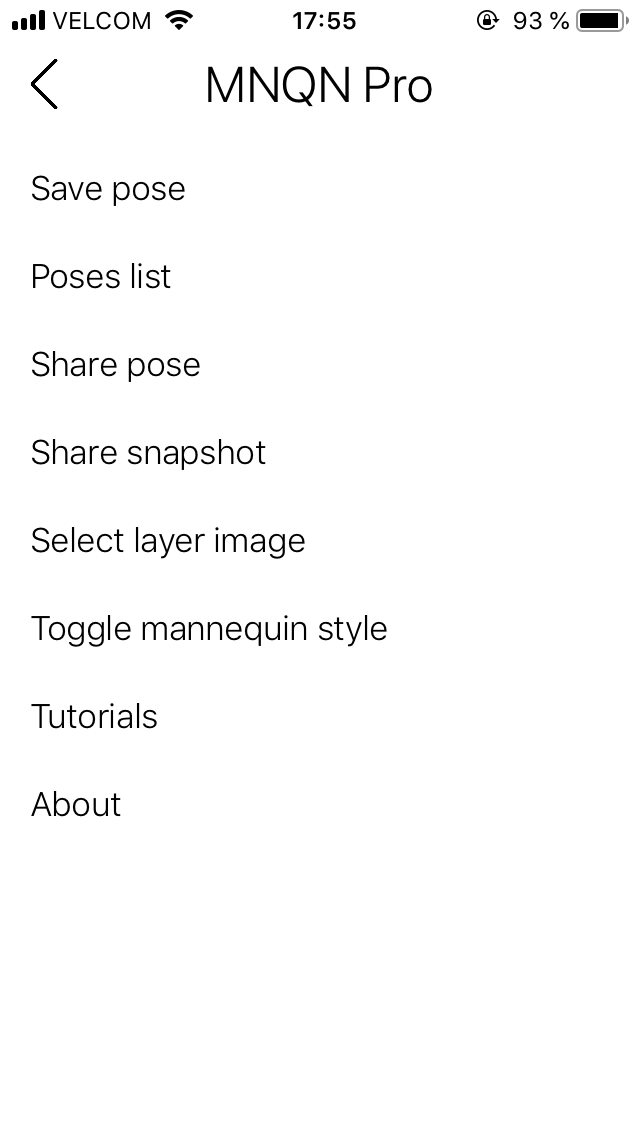 VELCOM 17:55 93 %
MNQN Pro
Save pose
Poses list
Share pose
Share snapshot
Select layer image
Toggle mannequin style
Tutorials
About